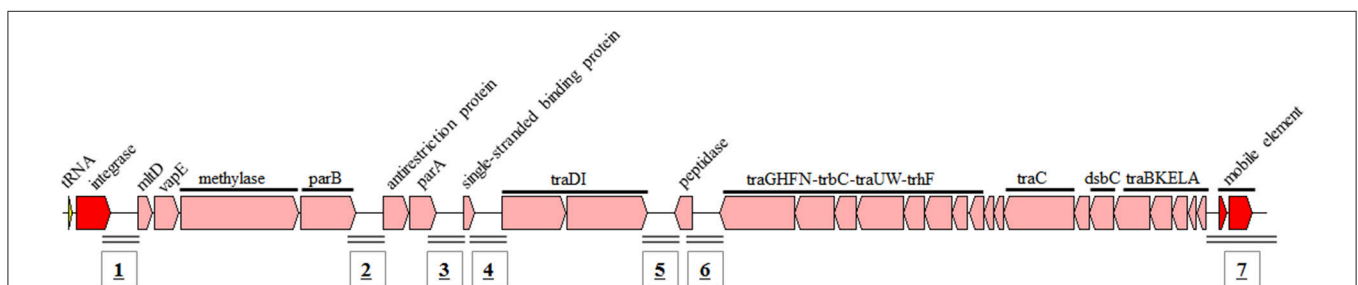 tRNA
integrase
mltD
vapE
methylase
parB
antirestriction protein
parA
single-stranded binding protein
traDI
peptidase
traGHFN-trbC-traUW-trhF
traC
dsbC
traBKELA
mobile element
1
2
3
4
5
6
7